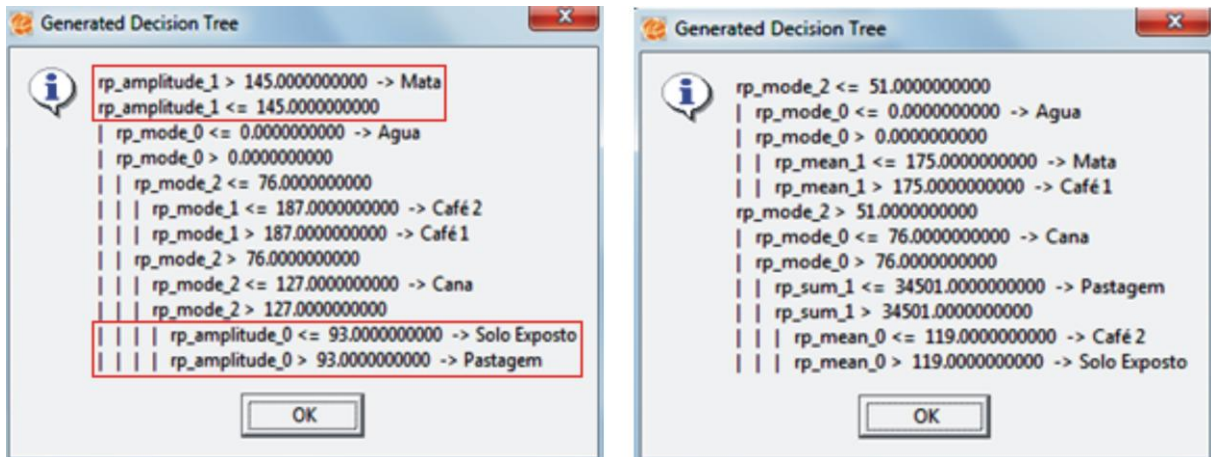 Generated Decision Tree
rp_amplitude_1 > 145.0000000000 -> Mata
rp_amplitude_1 <= 145.0000000000
| rp_mode_0 <= 0.0000000000 -> Agua
| rp_mode_0 > 0.0000000000
| | rp_mode_2 <= 76.0000000000
| | | rp_mode_1 <= 187.0000000000 -> Café 2
| | | rp_mode_1 > 187.0000000000 -> Café 1
| | rp_mode_2 > 76.0000000000
| | | rp_mode_2 <= 127.0000000000 -> Cana
| | | rp_mode_2 > 127.0000000000
| | | | rp_amplitude_0 <= 93.0000000000 -> Solo Exposto
| | | | rp_amplitude_0 > 93.0000000000 -> Pastagem
OK
Generated Decision Tree
rp_mode_2 <= 51.0000000000
| rp_mode_0 <= 0.0000000000 -> Agua
| rp_mode_0 > 0.0000000000
| | rp_mean_1 <= 175.0000000000 -> Mata
| | rp_mean_1 > 175.0000000000 -> Café 1
rp_mode_2 > 51.0000000000
| rp_mode_0 <= 76.0000000000 -> Cana
| rp_mode_0 > 76.0000000000
| | rp_sum_1 <= 34501.0000000000 -> Pastagem
| | rp_sum_1 > 34501.0000000000
| | | rp_mean_0 <= 119.0000000000 -> Café 2
| | | rp_mean_0 > 119.0000000000 -> Solo Exposto
OK